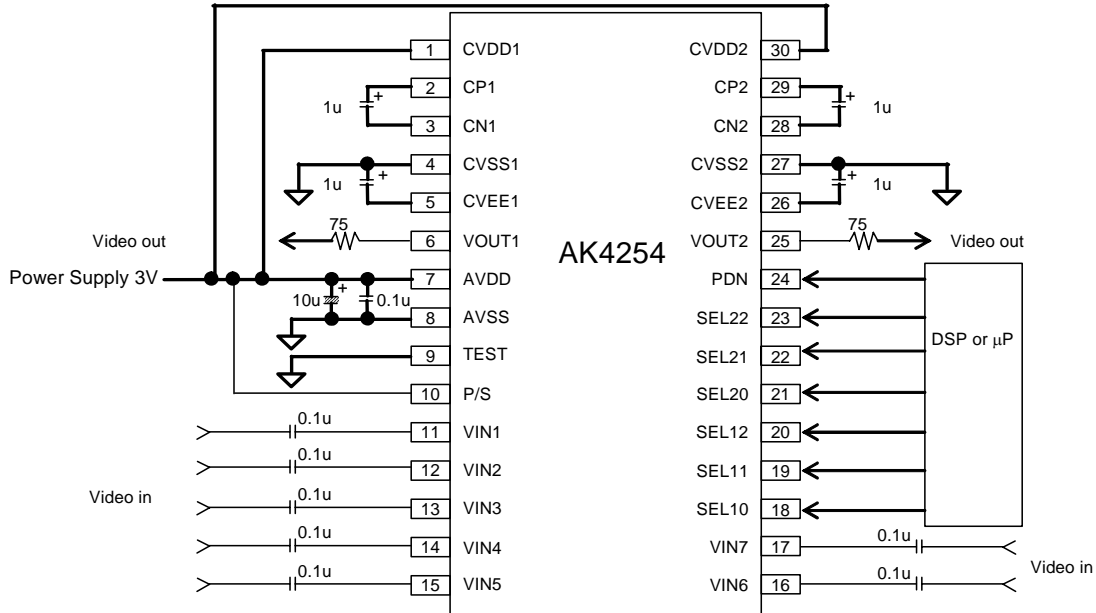 1 CVDD1 CVDD2 30
2 CP1 CP2 29
1u + + 1u
3 CN1 CN2 28
4 CVSS1 CVSS2 27
1u + + 1u
5 CVEE1 CVEE2 26
75 75
Video out 6 VOUT1 VOUT2 25 Video out
AK4254
Power Supply 3V 7 AVDD PDN 24
10u + 0.1u
8 AVSS SEL22 23
DSP or μP
9 TEST SEL21 22
10 P/S SEL20 21
0.1u
11 VIN1 SEL12 20
0.1u
12 VIN2 SEL11 19
Video in
0.1u
13 VIN3 SEL10 18
0.1u 0.1u
14 VIN4 VIN7 17
Video in
0.1u 0.1u
15 VIN5 VIN6 16